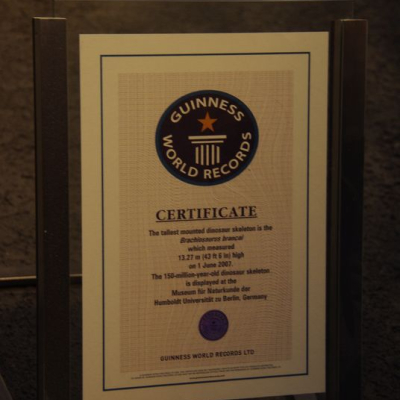 GUINNESS
WORLD RECORDS
CERTIFICATE
The tallest mounted dinosaur skeleton is the
Brachiosaurus brancai
which measured
13.27 m (43 ft 6 in) high
on 1 June 2007.
The 150-million-year-old dinosaur skeleton
is displayed at the
Museum für Naturkunde der
Humboldt Universität zu Berlin, Germany
GUINNESS WORLD RECORDS LTD